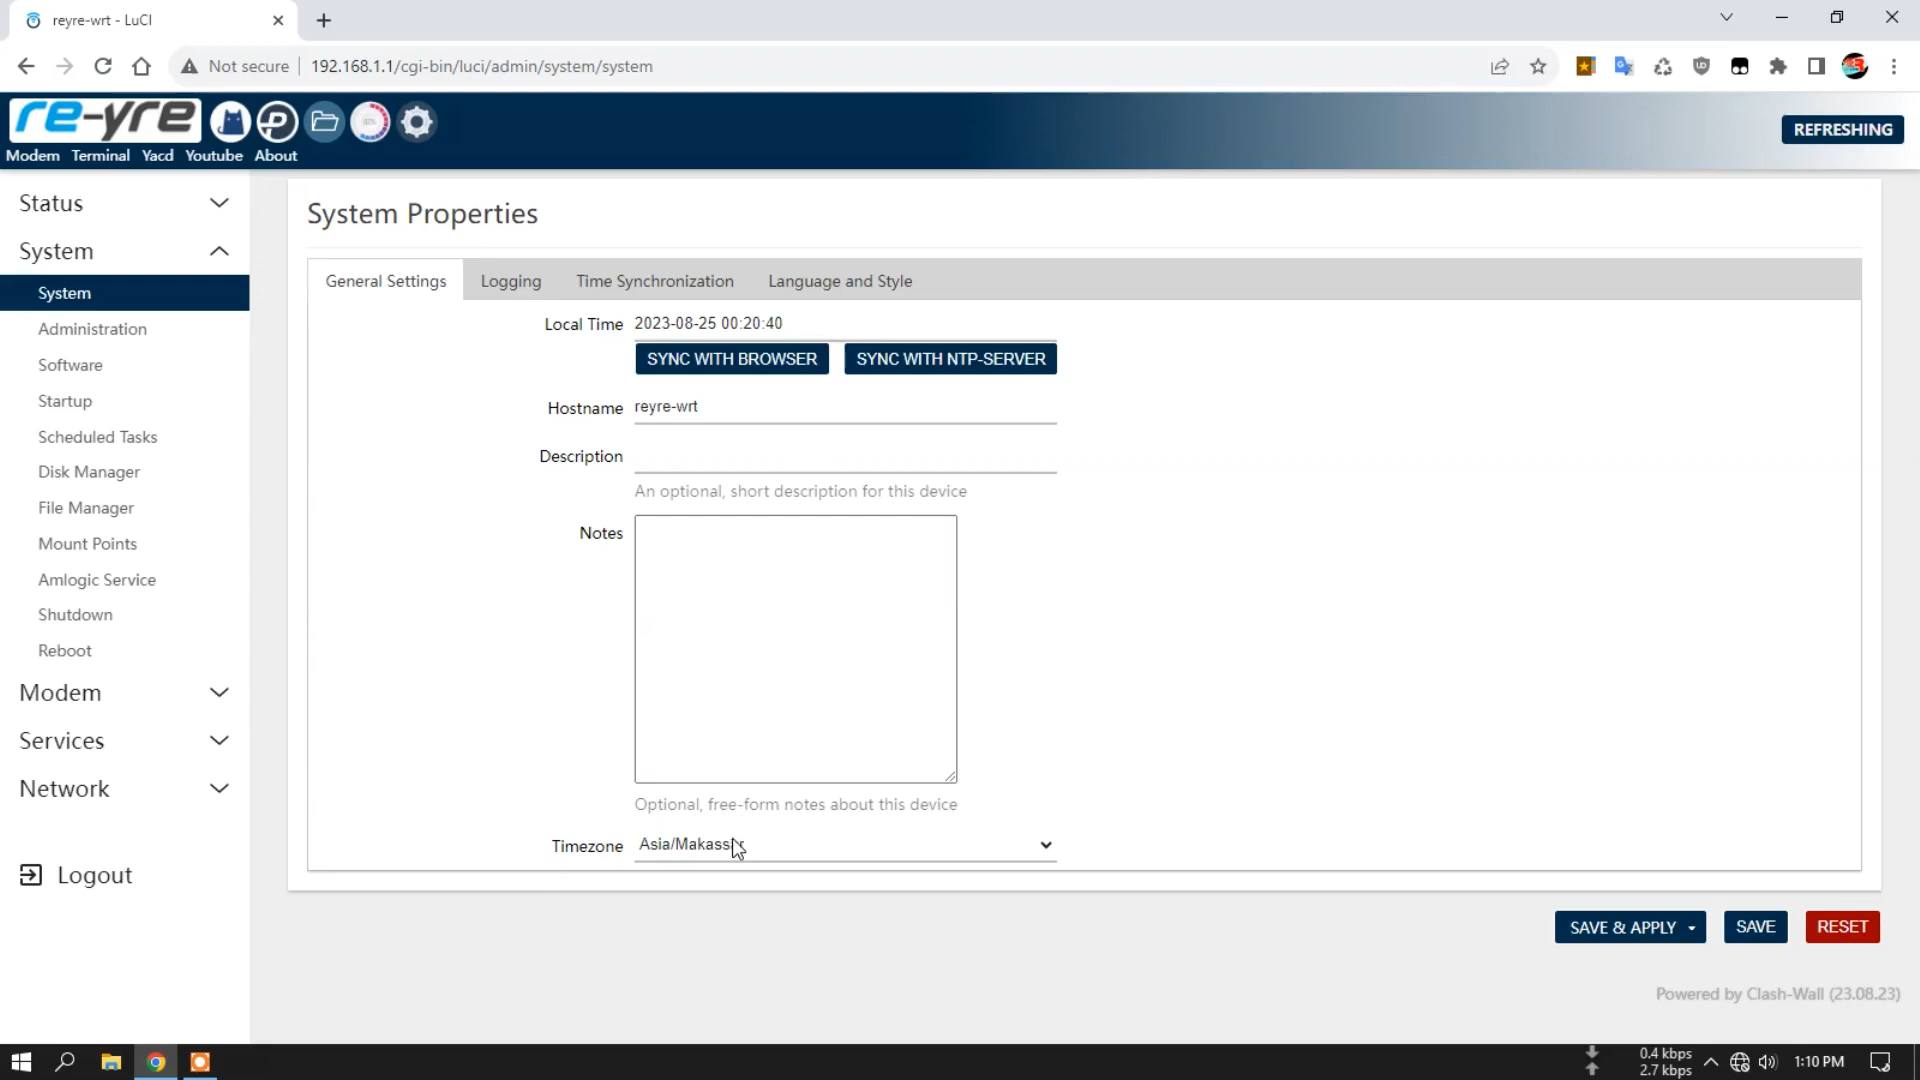 reyre-wrt - LuCI
Not secure 192.168.1.1/cgi-bin/luci/admin/system/system
re-yre
REFRESHING
Modem Terminal Yacd Youtube About
Status
System
System
Administration
Software
Startup
Scheduled Tasks
Disk Manager
File Manager
Mount Points
Amlogic Service
Shutdown
Reboot
Modem
Services
Network
Logout
System Properties
General Settings Logging Time Synchronization Language and Style
Local Time 2023-08-25 00:20:40
SYNC WITH BROWSER SYNC WITH NTP-SERVER
Hostname reyre-wrt
Description
An optional, short description for this device
Notes
Optional, free-form notes about this device
Timezone Asia/Makassar
SAVE & APPLY SAVE RESET
Powered by Clash-Wall (23.08.23)
0.4 kbps
2.7 kbps
1:10 PM